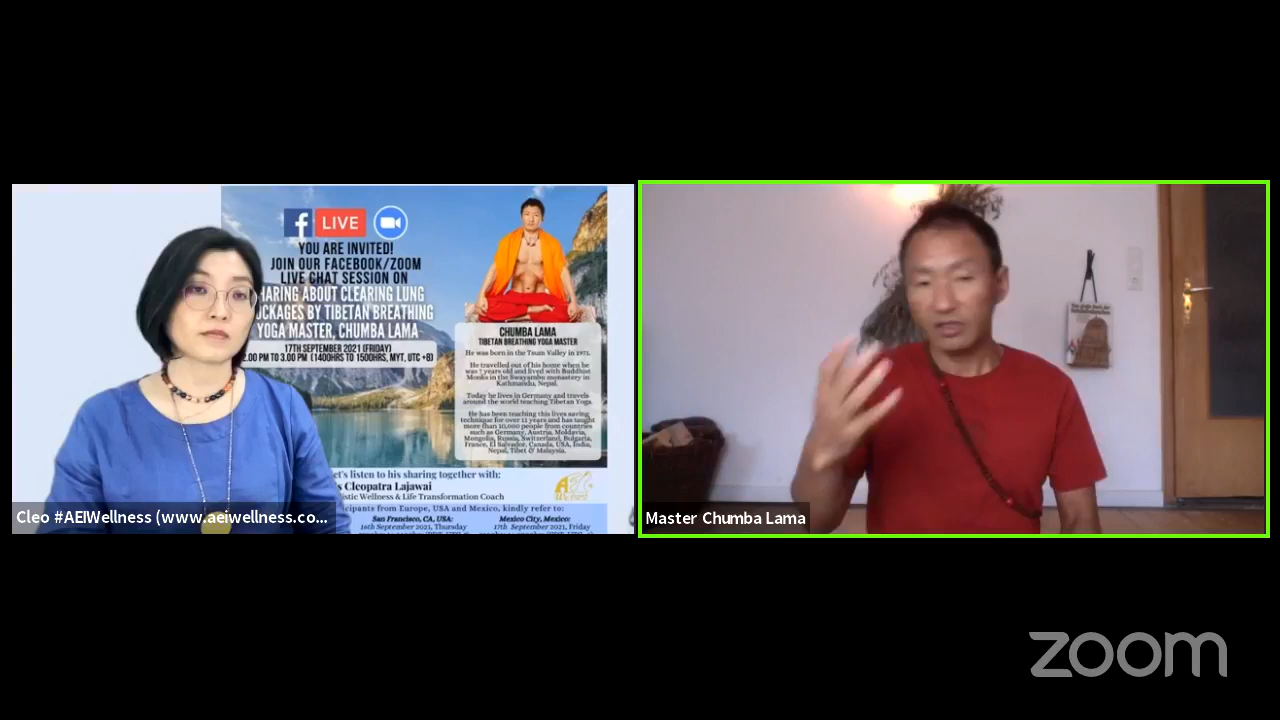 f LIVE
YOU ARE INVITED!
JOIN OUR FACEBOOK/ZOOM
LIVE CHAT SESSION ON
HARING ABOUT CLEARING LUNG
OCKAGES BY TIBETAN BREATHING
YOGA MASTER, CHUMBA LAMA
17TH SEPTEMBER 2021 (FRIDAY)
2.00 PM TO 3.00 PM (1400HRS TO 1500HRS, MYT, UTC +8)
CHUMBA LAMA
TIBETAN BREATHING YOGA MASTER
He was born in the Tsum Valley in 1971.
He travelled out of his home when he
was 7 years old and lived with Buddhist
Monks in the Swayambu monastery in
Kathmandu, Nepal.
Today he lives in Germany and travels
around the world teaching Tibetan Yoga.
He has been teaching this lives saving
technique for over 11 years and has taught
more than 10,000 people from countries
such as Germany, Austria, Moldavia,
Mongolia, Russia, Switzerland, Bulgaria,
France, El Salvador, Canada, USA, India,
Nepal, Tibet & Malaysia.
et's listen to his sharing together with:
s Cleopatra Lajawai
listic Wellness & Life Transformation Coach
cipants from Europe, USA and Mexico, kindly refer to:
San Francisco, CA, USA:
16th September 2021, Thursday
Mexico City, Mexico:
17th September 2021, Friday
Cleo #AEIWellness (www.aeiwellness.co...
Master Chumba Lama
zoom